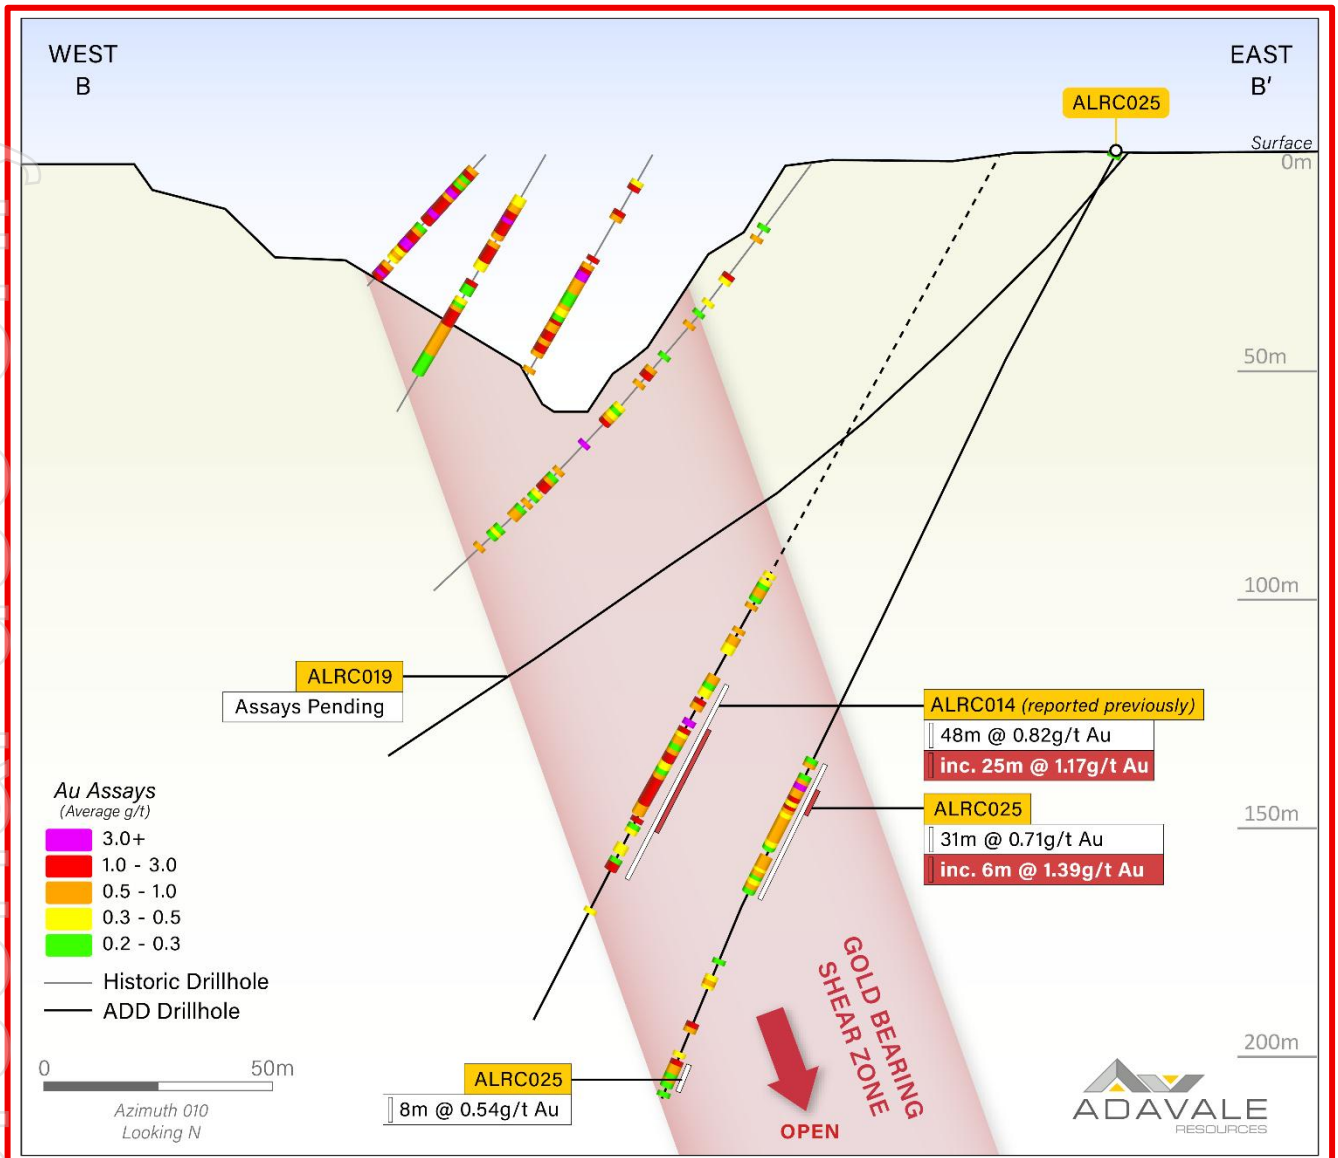 WEST
B
EAST
B'
ALRC025
Surface
0m
50m
100m
150m
200m
ALRC019
Assays Pending
ALRC014 (reported previously)
48m @ 0.82g/t Au
inc. 25m @ 1.17g/t Au
ALRC025
31m @ 0.71g/t Au
inc. 6m @ 1.39g/t Au
Au Assays
(Average g/t)
3.0+
1.0 - 3.0
0.5 - 1.0
0.3 - 0.5
0.2 - 0.3
Historic Drillhole
ADD Drillhole
0 50m
Azimuth 010
Looking N
ALRC025
8m @ 0.54g/t Au
GOLD BEARING
SHEAR ZONE
OPEN
ADAVALE
RESOURCES